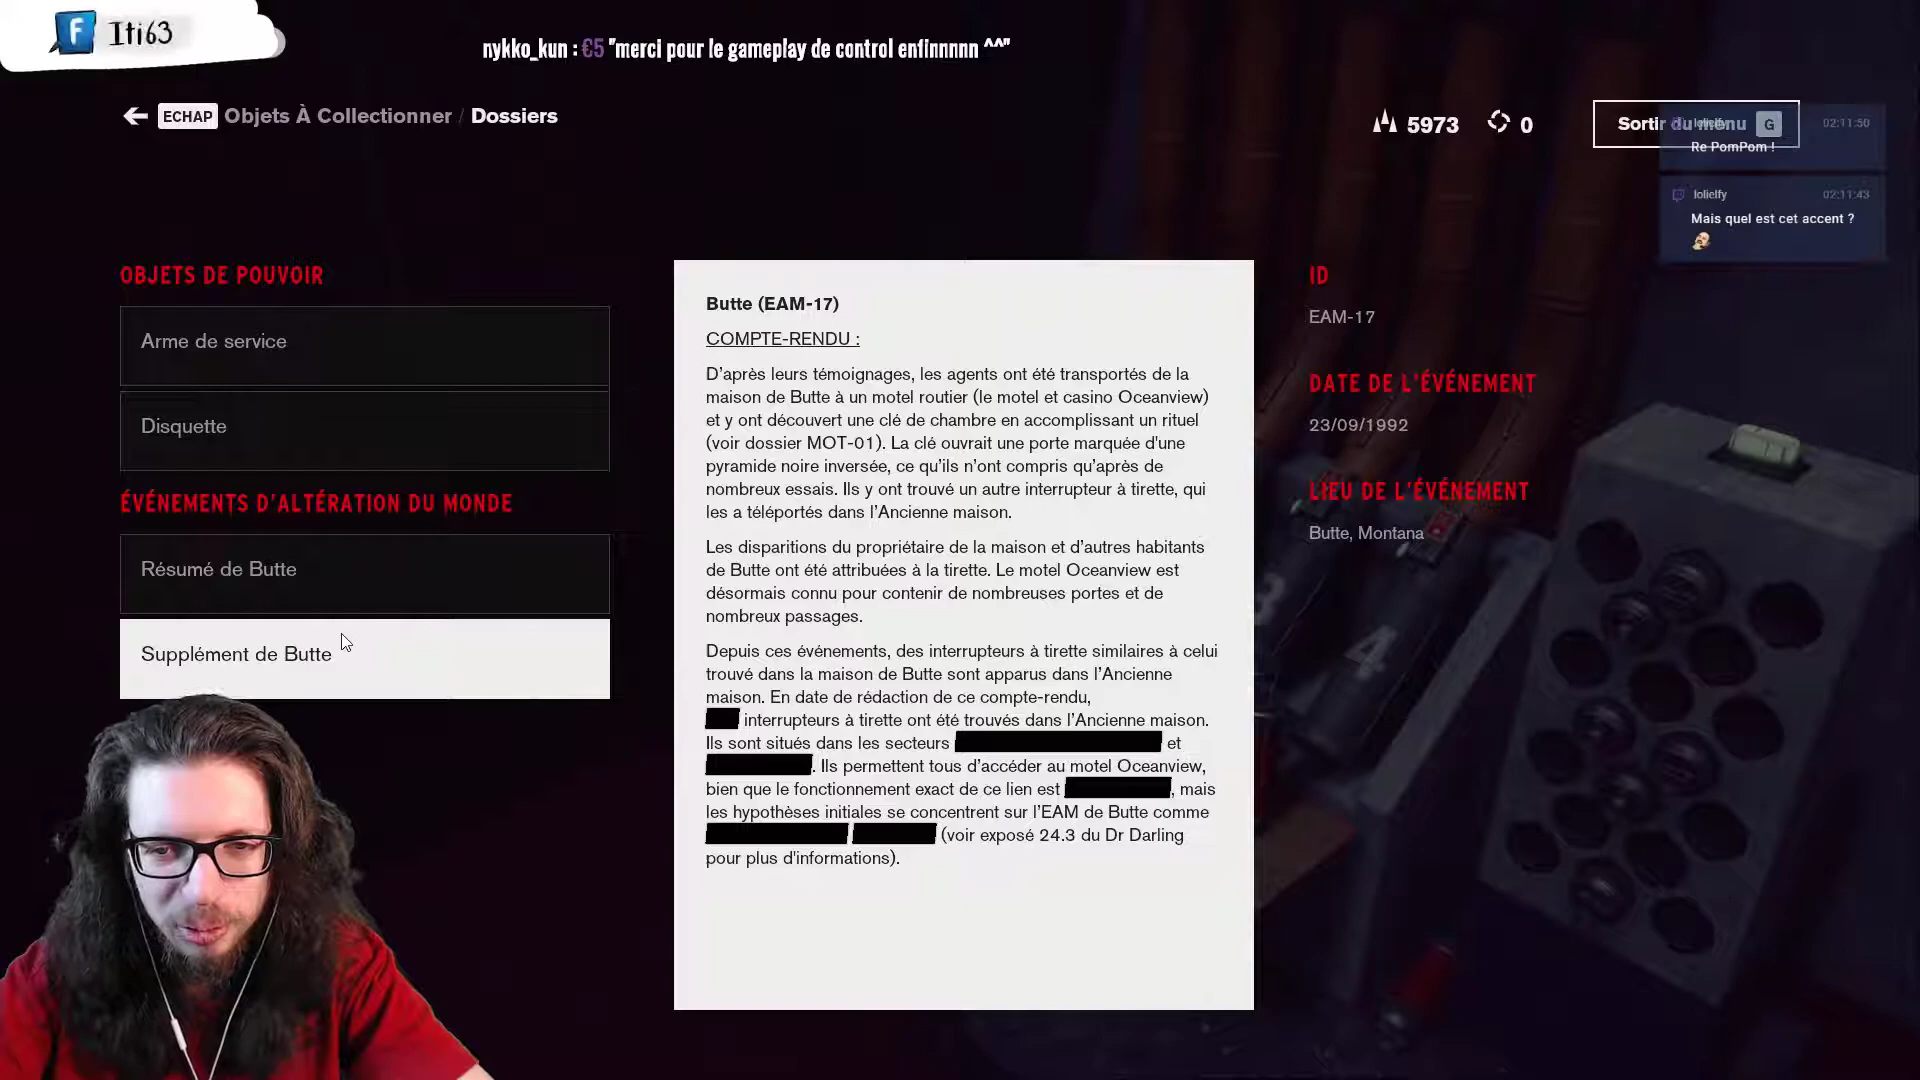 Iti63
nykko_kun : €5 "merci pour le gameplay de control enfinnnnn ^^"
ECHAP Objets À Collectionner / Dossiers
5973 0
Sortir du menu G
lolielfy 02:11:50
Re PomPom !
lolielfy 02:11:43
Mais quel est cet accent ?
OBJETS DE POUVOIR
Arme de service
Disquette
ÉVÉNEMENTS D'ALTÉRATION DU MONDE
Résumé de Butte
Supplément de Butte
Butte (EAM-17)
COMPTE-RENDU :
D'après leurs témoignages, les agents ont été transportés de la
maison de Butte à un motel routier (le motel et casino Oceanview)
et y ont découvert une clé de chambre en accomplissant un rituel
(voir dossier MOT-01). La clé ouvrait une porte marquée d'une
pyramide noire inversée, ce qu'ils n'ont compris qu'après de
nombreux essais. Ils y ont trouvé un autre interrupteur à tirette, qui
les a téléportés dans l'Ancienne maison.
Les disparitions du propriétaire de la maison et d'autres habitants
de Butte ont été attribuées à la tirette. Le motel Oceanview est
désormais connu pour contenir de nombreuses portes et de
nombreux passages.
Depuis ces événements, des interrupteurs à tirette similaires à celui
trouvé dans la maison de Butte sont apparus dans l'Ancienne
maison. En date de rédaction de ce compte-rendu,
interrupteurs à tirette ont été trouvés dans l'Ancienne maison.
Ils sont situés dans les secteurs et
. Ils permettent tous d'accéder au motel Oceanview,
bien que le fonctionnement exact de ce lien est , mais
les hypothèses initiales se concentrent sur l'EAM de Butte comme
(voir exposé 24.3 du Dr Darling
pour plus d'informations).
ID
EAM-17
DATE DE L'ÉVÉNEMENT
23/09/1992
LIEU DE L'ÉVÉNEMENT
Butte, Montana
3
4